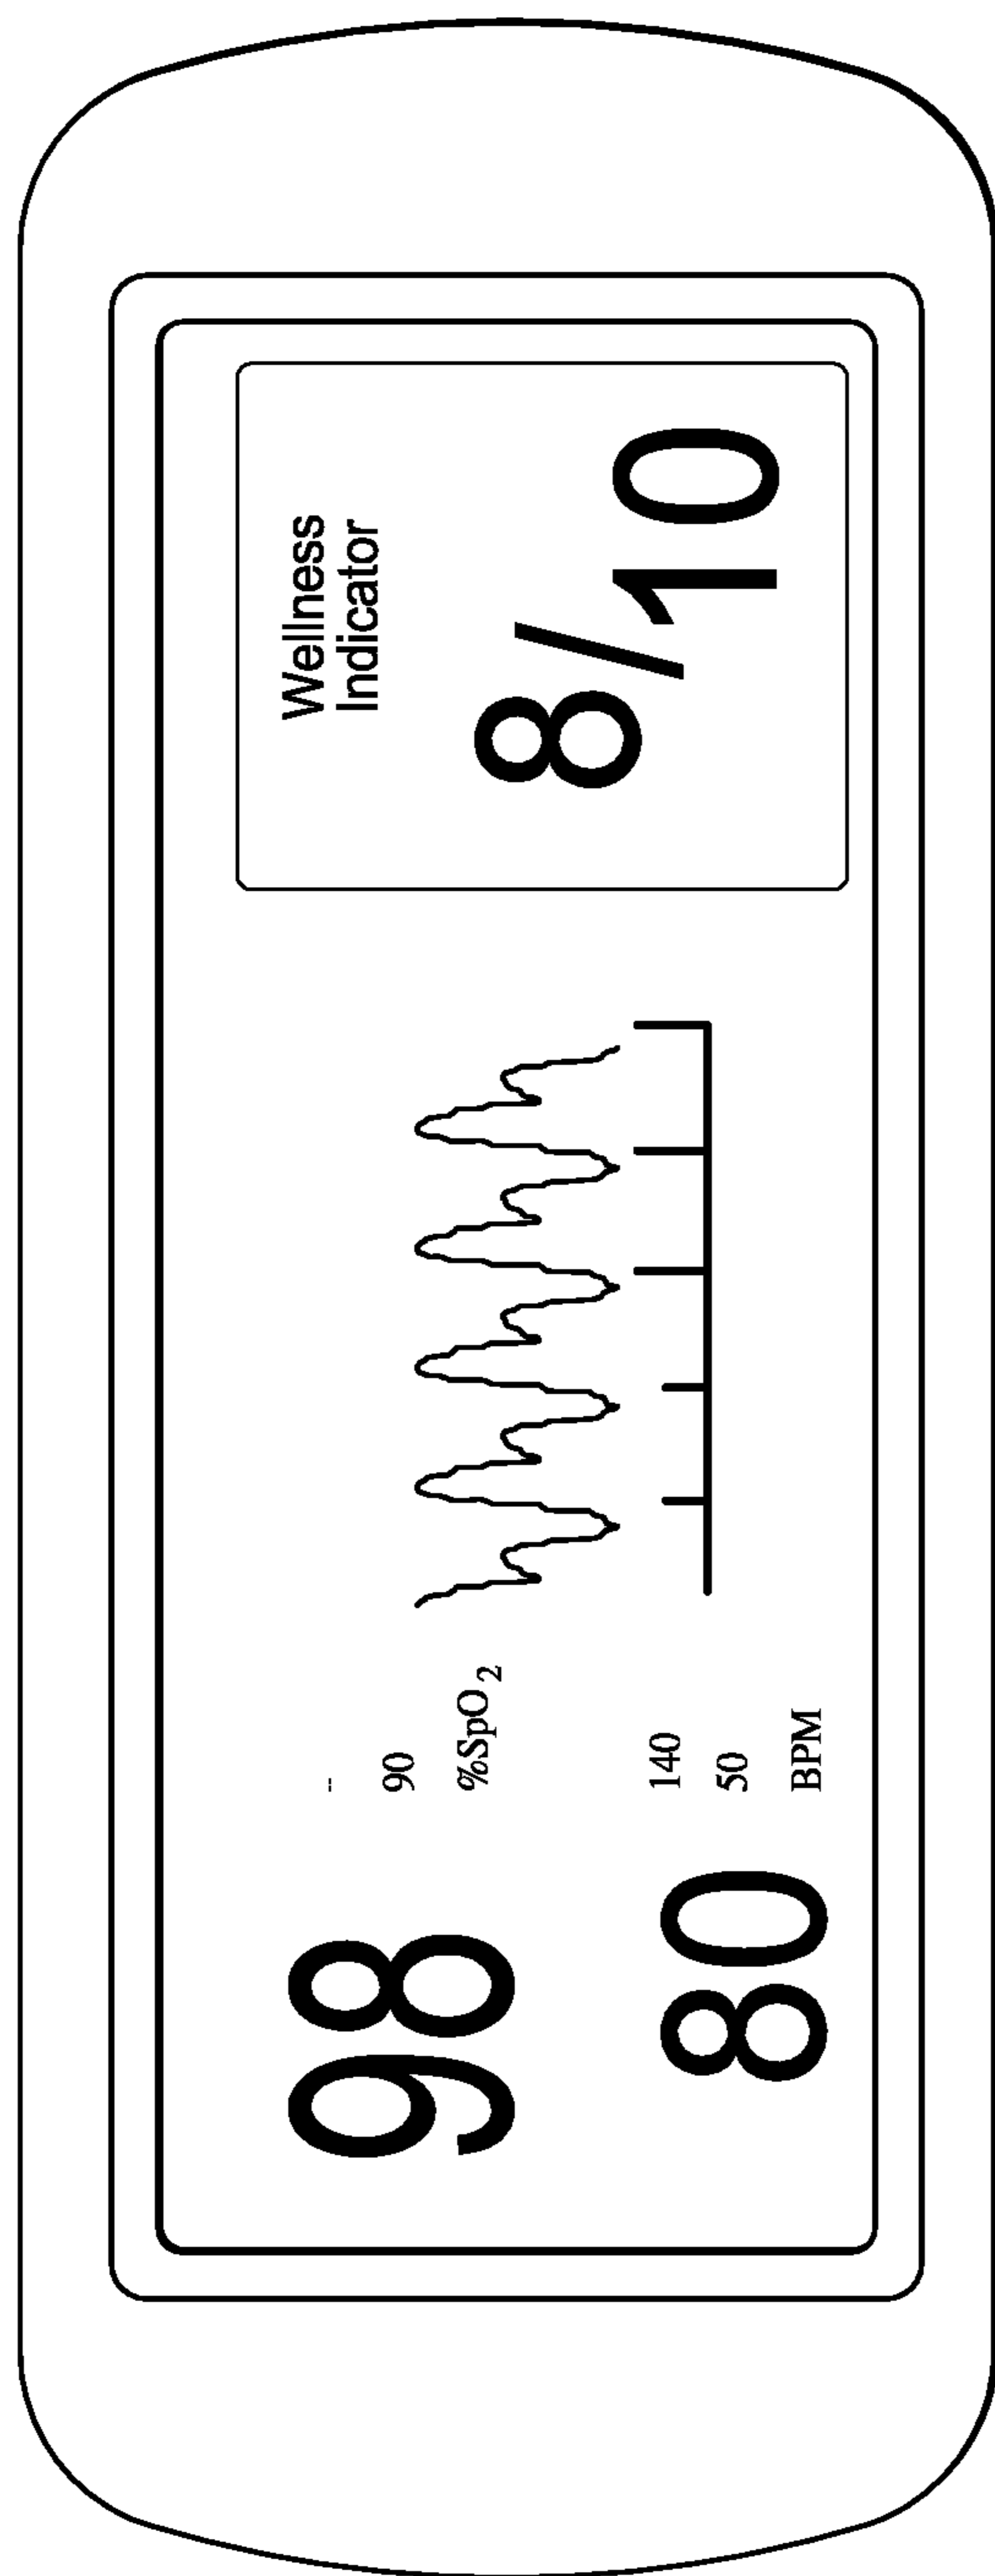 98
--
90
%SpO₂
80
140
50
BPM
Wellness
Indicator
8/10